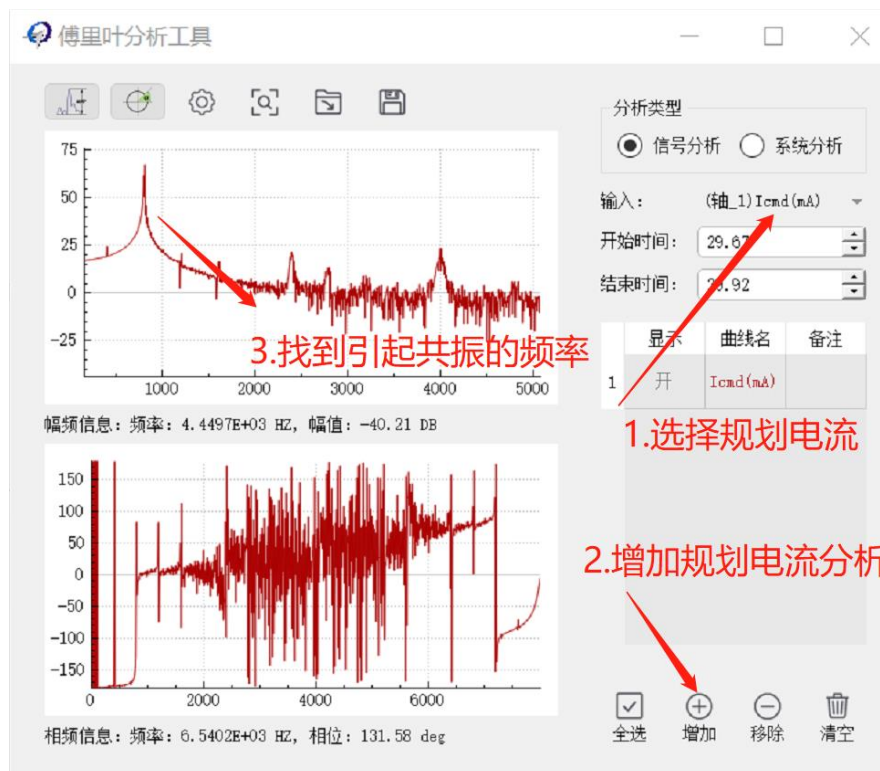 傅里叶分析工具
分析类型
信号分析 系统分析
输入: (轴_1)Icmd(mA)
开始时间: 29.67
结束时间: 29.92
显示 曲线名 备注
1 开 Icmd(mA)
75
50
25
0
-25
1000 2000 3000 4000 5000
3.找到引起共振的频率
幅频信息: 频率: 4.4497E+03 HZ, 幅值: -40.21 DB
1.选择规划电流
150
100
50
0
-50
-100
-150
0 2000 4000 6000
2.增加规划电流分析
相频信息: 频率: 6.5402E+03 HZ, 相位: 131.58 deg
全选 增加 移除 清空